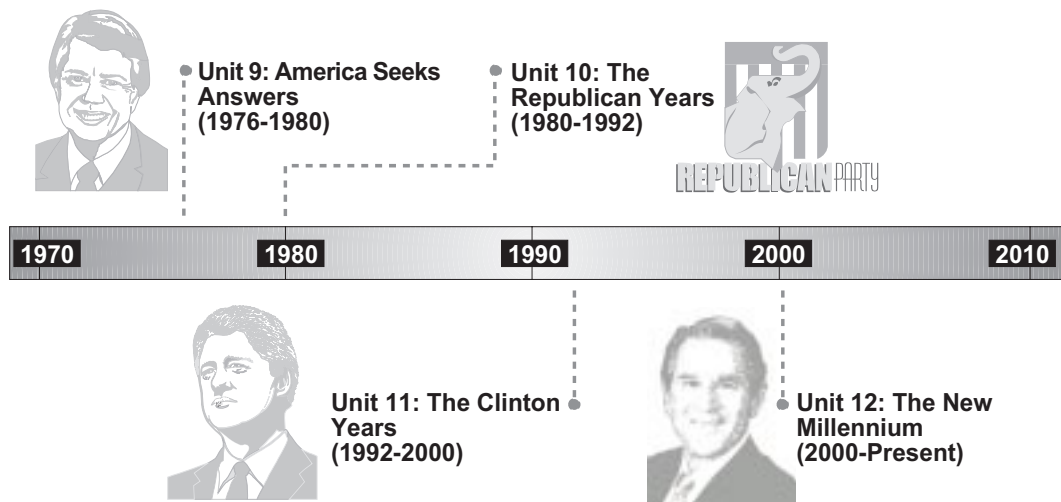 Unit 9: America Seeks
Answers
(1976-1980)
Unit 10: The
Republican Years
(1980-1992)
REPUBLICAN PARTY
1970
1980
1990
2000
2010
Unit 11: The Clinton
Years
(1992-2000)
Unit 12: The New
Millennium
(2000-Present)